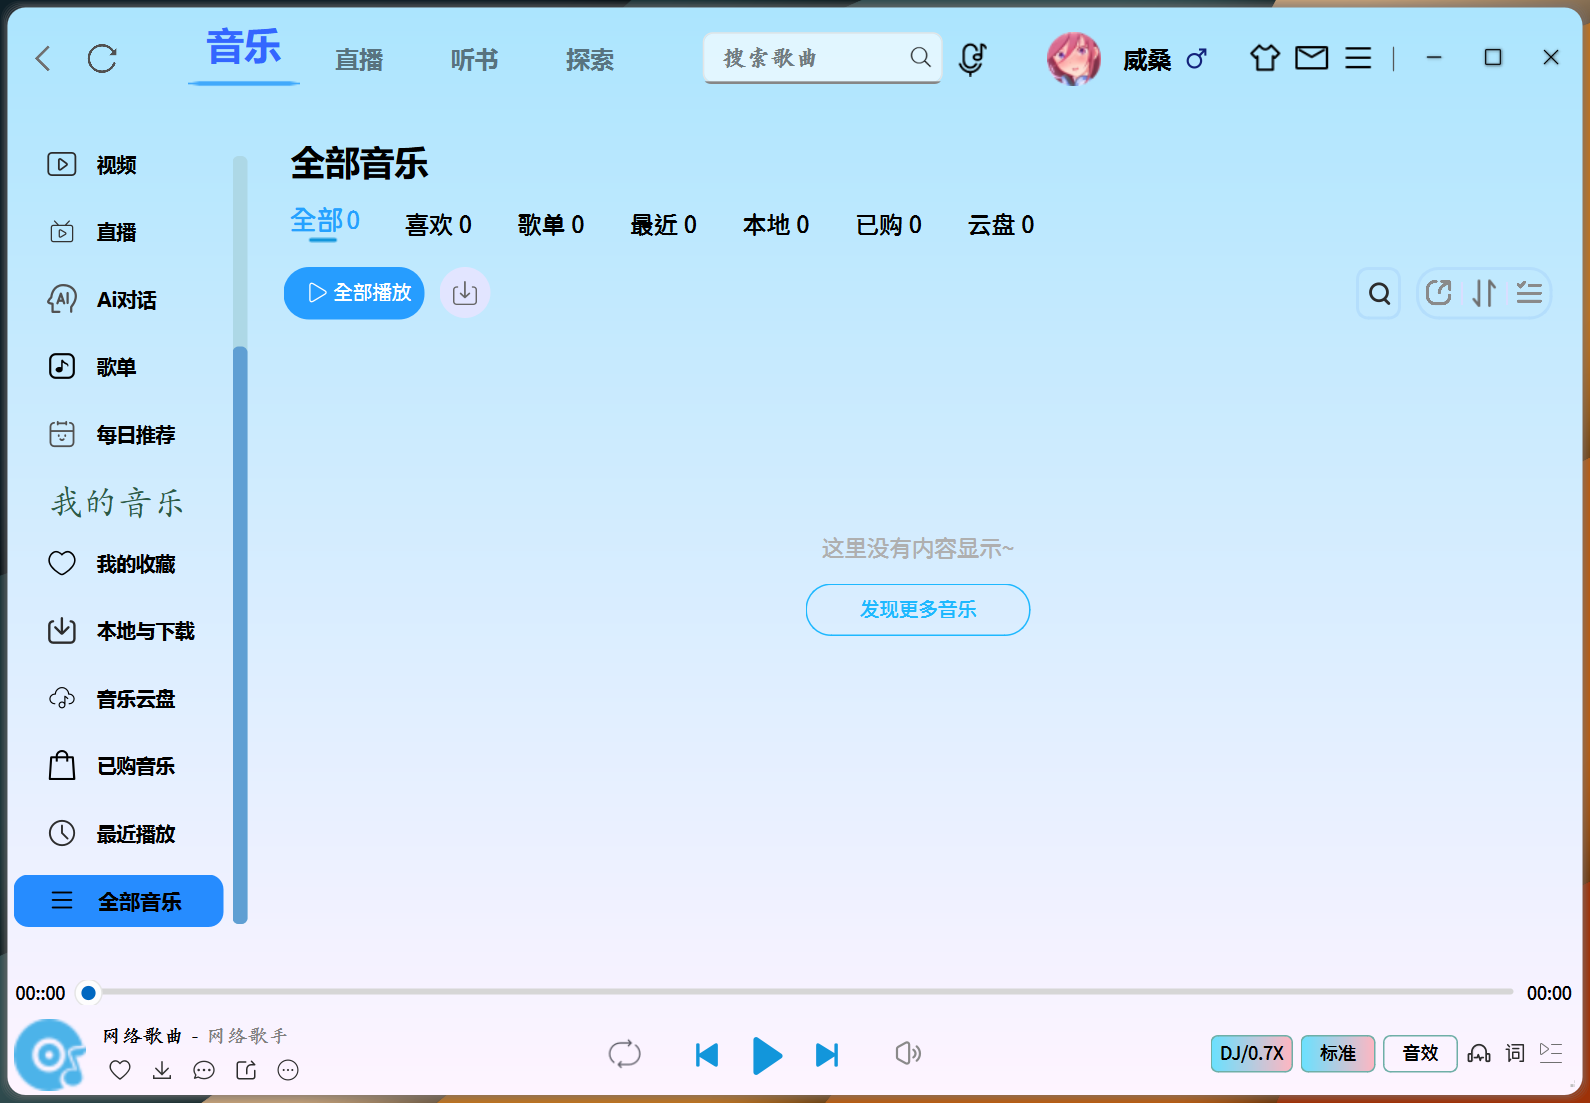 音乐
直播
听书
探索
搜索歌曲
威桑
视频
直播
Ai对话
歌单
每日推荐
我的音乐
我的收藏
本地与下载
音乐云盘
已购音乐
最近播放
全部音乐
全部音乐
全部 0
喜欢 0
歌单 0
最近 0
本地 0
已购 0
云盘 0
全部播放
这里没有内容显示~
发现更多音乐
00::00
00:00
网络歌曲 - 网络歌手
DJ/0.7X
标准
音效
词